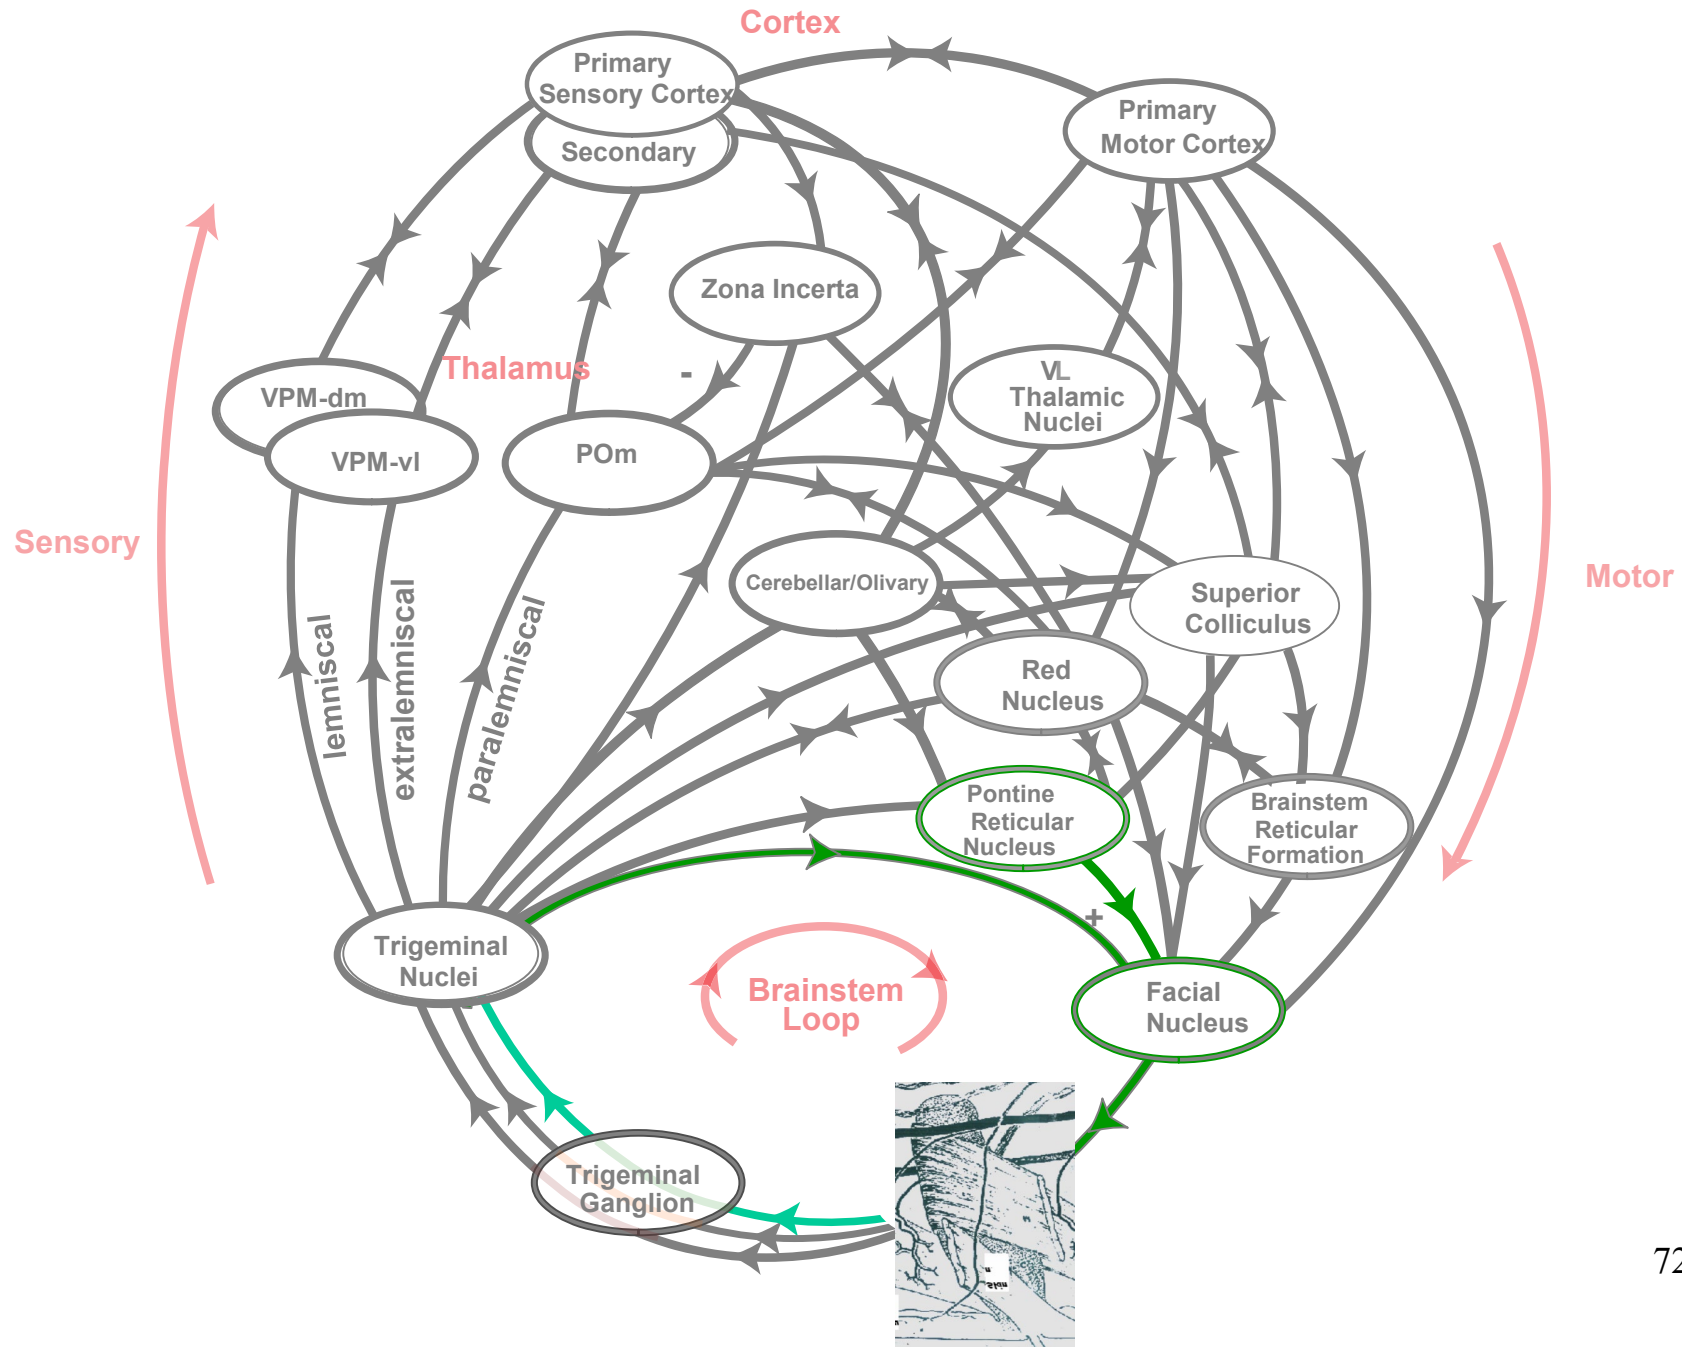 Cortex
Primary
Sensory Cortex
Secondary
Primary
Motor Cortex
Zona Incerta
VPM-dm
Thalamus
-
VL
Thalamic
Nuclei
VPM-vl
POm
Sensory
Motor
Cerebellar/Olivary
Superior
Colliculus
lemniscal
extralemniscal
paralemniscal
Red
Nucleus
Pontine
Reticular
Nucleus
Brainstem
Reticular
Formation
+
Trigeminal
Nuclei
Brainstem
Loop
Facial
Nucleus
Trigeminal
Ganglion
72